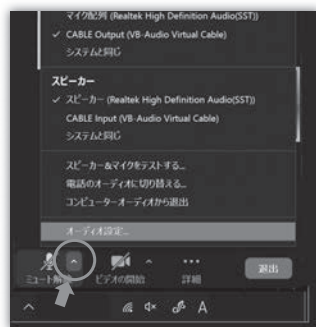 マイク配列 (Realtek High Definition Audio(SST))
✓ CABLE Output (VB-Audio Virtual Cable)
システムと同じ
スピーカー
✓ スピーカー (Realtek High Definition Audio(SST))
CABLE Input (VB-Audio Virtual Cable)
システムと同じ
スピーカー&マイクをテストする...
電話のオーディオに切り替える...
コンピューターオーディオから退出
オーディオ設定...
ミュート解除 ビデオの開始 詳細 退出
A